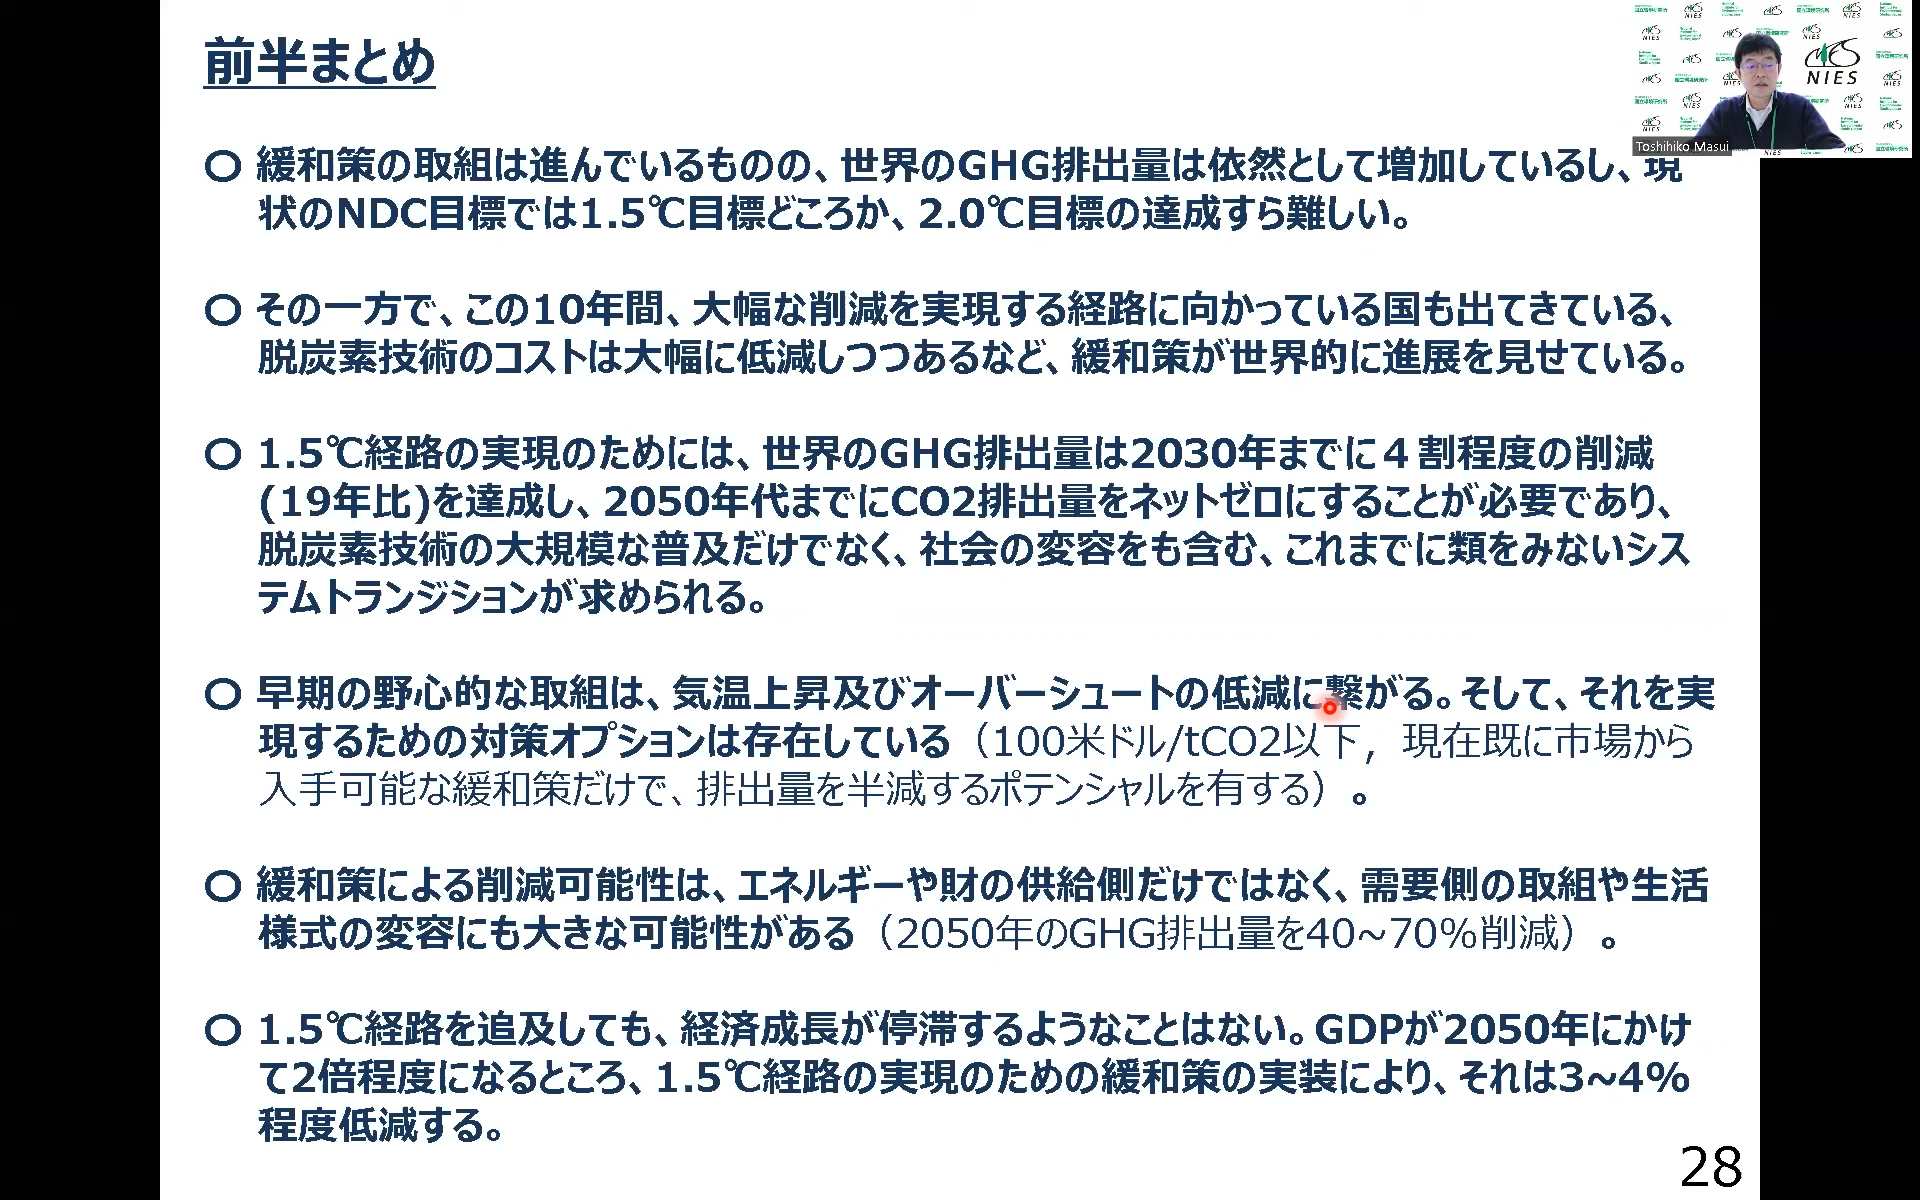 前半まとめ
NIES
Toshihiko Masui
〇 緩和策の取組は進んでいるものの、世界のGHG排出量は依然として増加しているし、現
状のNDC目標では1.5℃目標どころか、2.0℃目標の達成すら難しい。
〇 その一方で、この10年間、大幅な削減を実現する経路に向かっている国も出てきている、
脱炭素技術のコストは大幅に低減しつつあるなど、緩和策が世界的に進展を見せている。
〇 1.5℃経路の実現のためには、世界のGHG排出量は2030年までに４割程度の削減
(19年比)を達成し、2050年代までにCO2排出量をネットゼロにすることが必要であり、
脱炭素技術の大規模な普及だけでなく、社会の変容をも含む、これまでに類をみないシス
テムトランジションが求められる。
〇 早期の野心的な取組は、気温上昇及びオーバーシュートの低減に繋がる。そして、それを実
現するための対策オプションは存在している（100米ドル/tCO2以下，現在既に市場から
入手可能な緩和策だけで、排出量を半減するポテンシャルを有する）。
〇 緩和策による削減可能性は、エネルギーや財の供給側だけではなく、需要側の取組や生活
様式の変容にも大きな可能性がある（2050年のGHG排出量を40~70%削減）。
〇 1.5℃経路を追及しても、経済成長が停滞するようなことはない。GDPが2050年にかけ
て2倍程度になるところ、1.5℃経路の実現のための緩和策の実装により、それは3~4%
程度低減する。
28